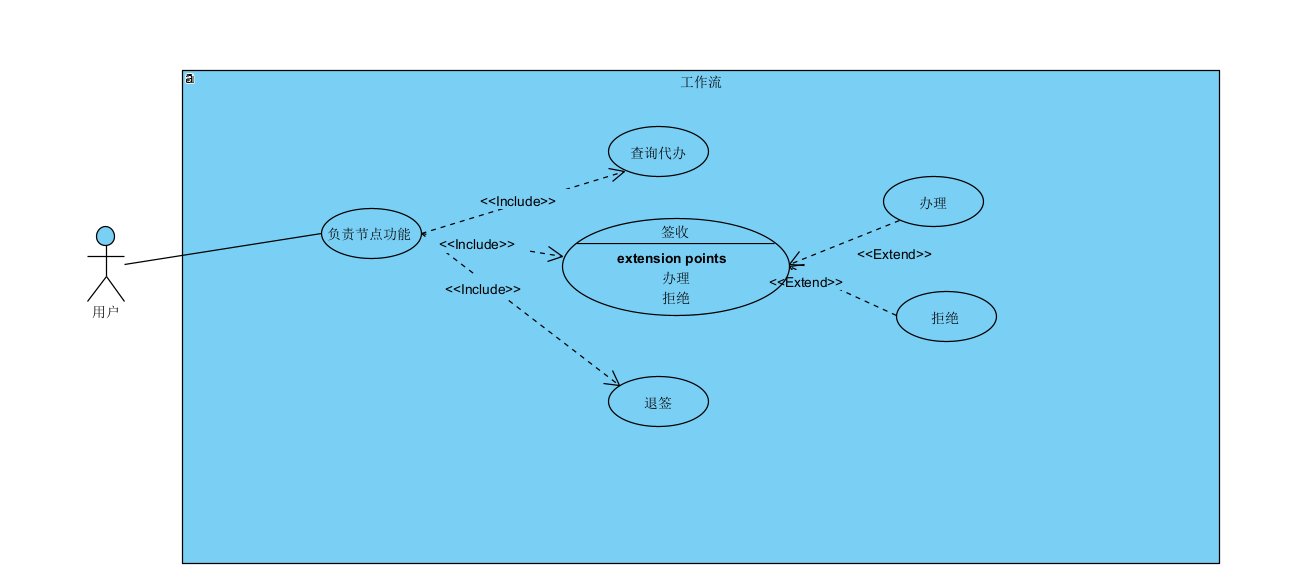 a
工作流
查询代办
<<Include>>
办理
负责节点功能
签收
<<Include>>
<<Extend>>
extension points
办理
拒绝
<<Include>>
<<Extend>>
用户
拒绝
退签